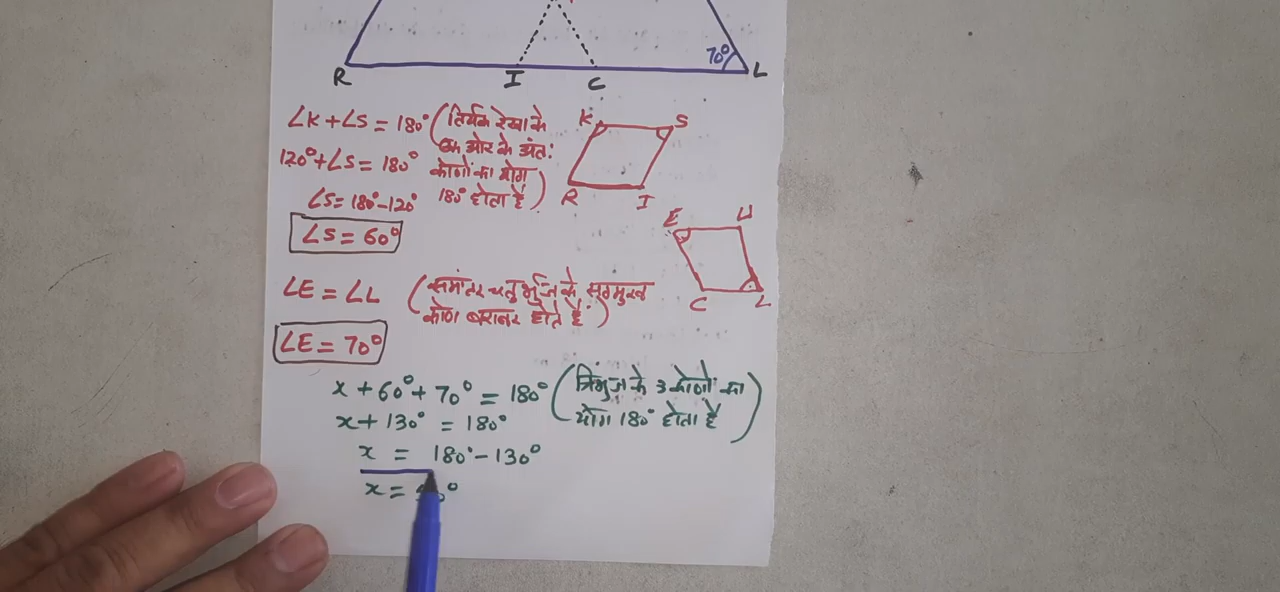 70°
R I C L
∠K + ∠S = 180° (तिर्यक रेखा के
एक ओर के अंतः
120° + ∠S = 180° कोणों का योग
∠S = 180° - 120° 180° होता है)
∠S = 60°
K S
R I
E U
C L
∠E = ∠L (समांतर चतुर्भुज के सम्मुख
कोण बराबर होते हैं)
∠E = 70°
x + 60° + 70° = 180° (त्रिभुज के 3 कोणों का
x + 130° = 180° योग 180° होता है)
x = 180° - 130°
x =